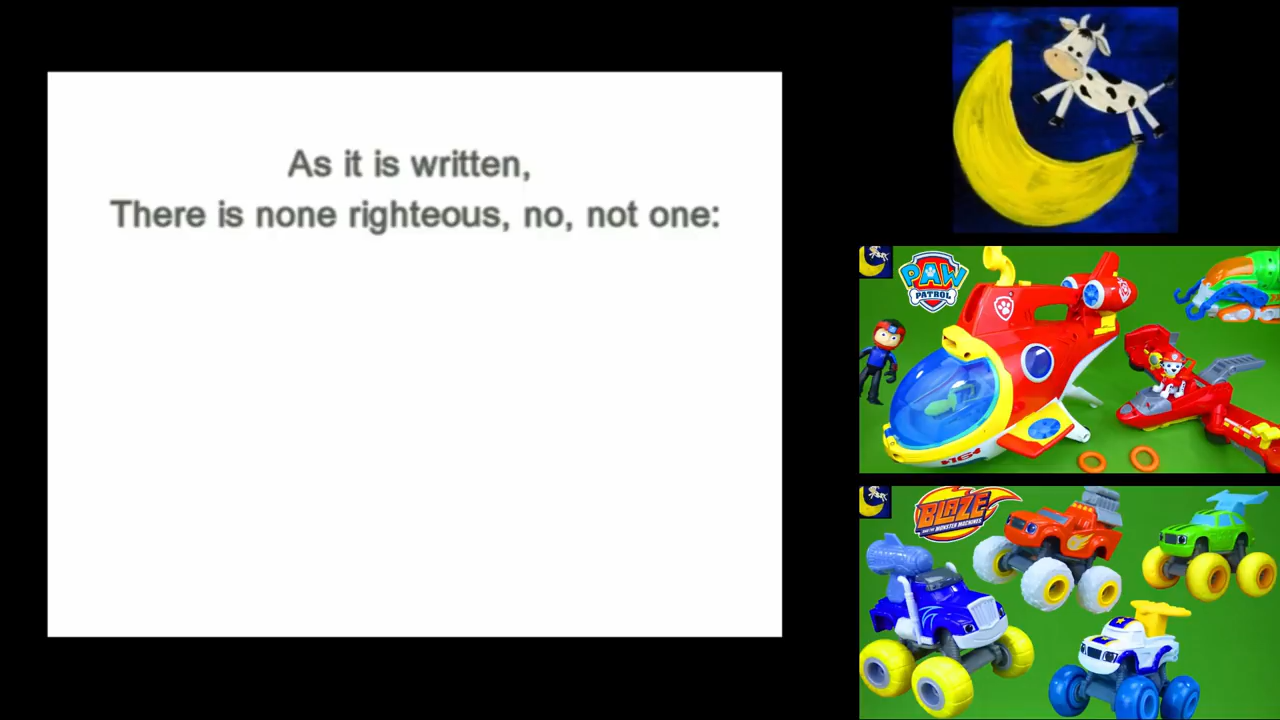 As it is written,
There is none righteous, no, not one:
PAW
PATROL
BLAZE
AND THE MONSTER MACHINES